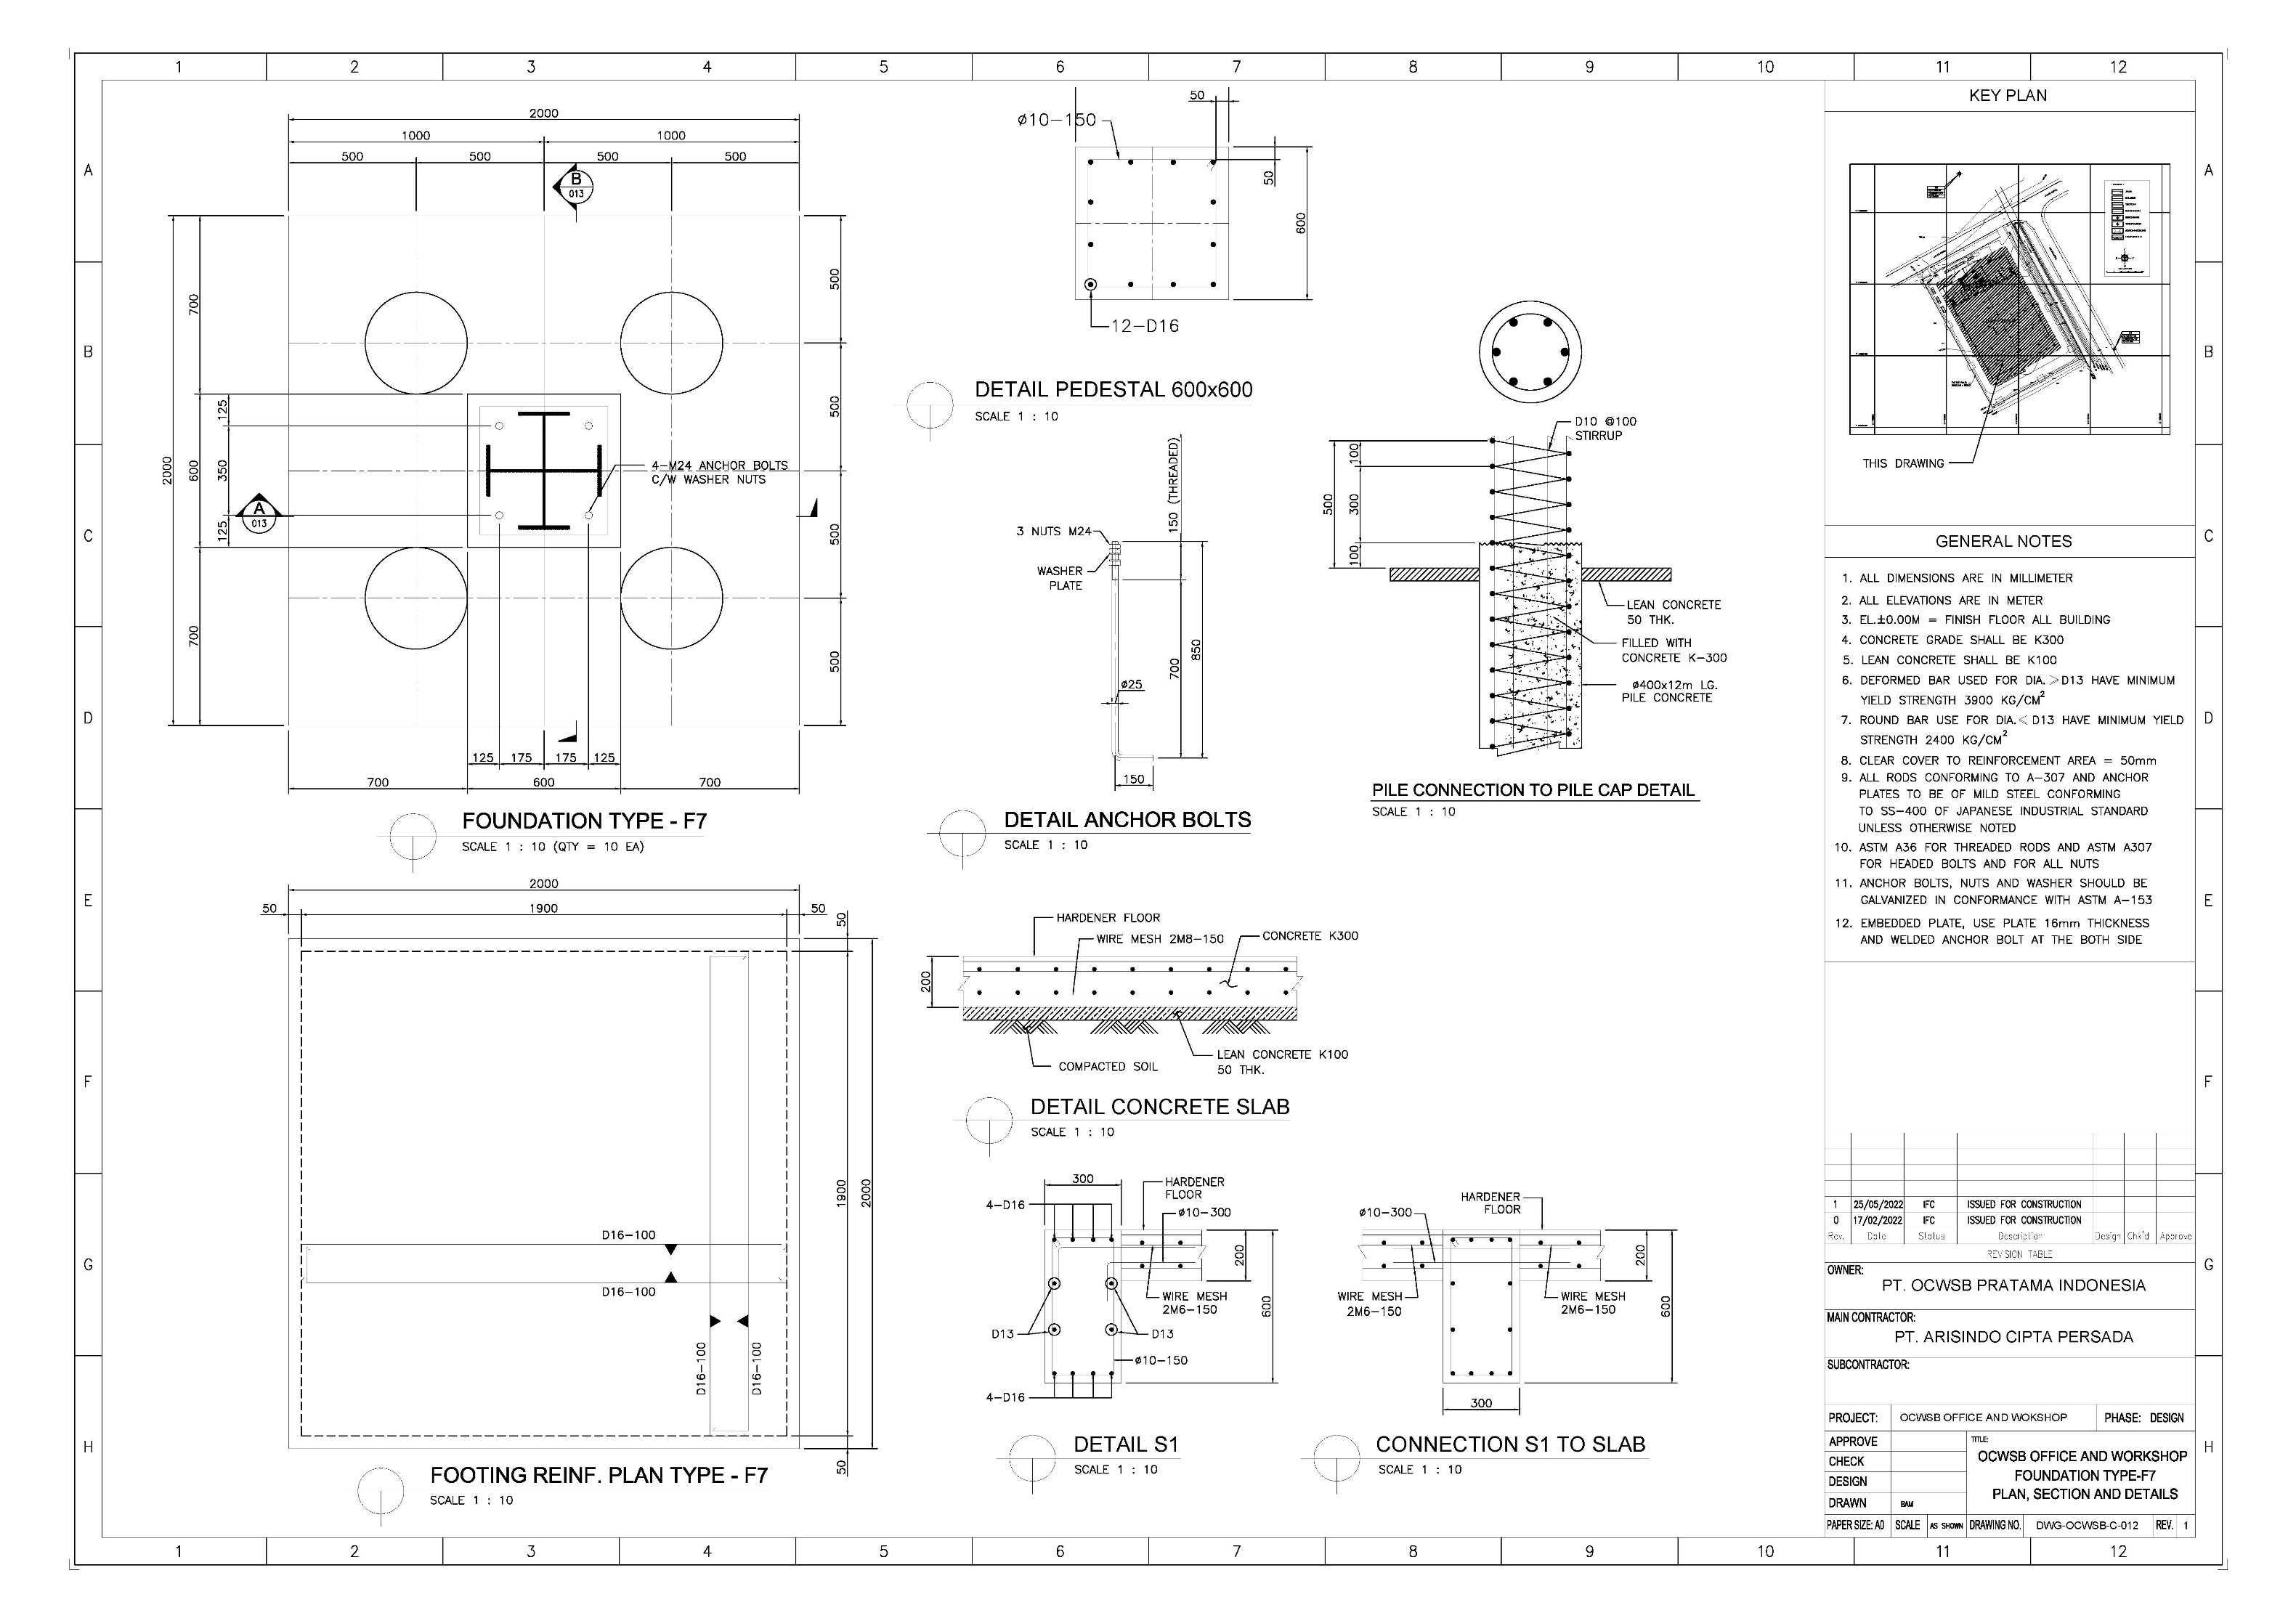 1 2 3 4 5 6 7 8 9 10 11 12
A
B
C
D
E
F
G
H
2000
1000 1000
500 500 500 500
B
013
2000
700
600
700
125
350
125
500
500
500
500
A
013
4-M24 ANCHOR BOLTS
C/W WASHER NUTS
125 175 175 125
700 600 700
FOUNDATION TYPE - F7
SCALE 1 : 10 (QTY = 10 EA)
2000
50 1900 50
50
1900
2000
50
D16-100
D16-100
D16-100
D16-100
FOOTING REINF. PLAN TYPE - F7
SCALE 1 : 10
50
ø10-150
50
600
12-D16
DETAIL PEDESTAL 600x600
SCALE 1 : 10
150 (THREADED)
3 NUTS M24
WASHER
PLATE
ø25
700
850
150
DETAIL ANCHOR BOLTS
SCALE 1 : 10
D10 @100
STIRRUP
100
300
500
100
LEAN CONCRETE
50 THK.
FILLED WITH
CONCRETE K-300
ø400x12m LG.
PILE CONCRETE
PILE CONNECTION TO PILE CAP DETAIL
SCALE 1 : 10
HARDENER FLOOR
WIRE MESH 2M8-150
CONCRETE K300
200
LEAN CONCRETE K100
50 THK.
COMPACTED SOIL
DETAIL CONCRETE SLAB
SCALE 1 : 10
300
HARDENER
FLOOR
4-D16
ø10-300
200
WIRE MESH
2M6-150
600
D13
D13
ø10-150
4-D16
DETAIL S1
SCALE 1 : 10
HARDENER
FLOOR
ø10-300
200
WIRE MESH
2M6-150
WIRE MESH
2M6-150
600
300
CONNECTION S1 TO SLAB
SCALE 1 : 10
KEY PLAN
THIS DRAWING
GENERAL NOTES
1. ALL DIMENSIONS ARE IN MILLIMETER
2. ALL ELEVATIONS ARE IN METER
3. EL.±0.00M = FINISH FLOOR ALL BUILDING
4. CONCRETE GRADE SHALL BE K300
5. LEAN CONCRETE SHALL BE K100
6. DEFORMED BAR USED FOR DIA. > D13 HAVE MINIMUM
YIELD STRENGTH 3900 KG/CM²
7. ROUND BAR USE FOR DIA. ⩽ D13 HAVE MINIMUM YIELD
STRENGTH 2400 KG/CM²
8. CLEAR COVER TO REINFORCEMENT AREA = 50mm
9. ALL RODS CONFORMING TO A-307 AND ANCHOR
PLATES TO BE OF MILD STEEL CONFORMING
TO SS-400 OF JAPANESE INDUSTRIAL STANDARD
UNLESS OTHERWISE NOTED
10. ASTM A36 FOR THREADED RODS AND ASTM A307
FOR HEADED BOLTS AND FOR ALL NUTS
11. ANCHOR BOLTS, NUTS AND WASHER SHOULD BE
GALVANIZED IN CONFORMANCE WITH ASTM A-153
12. EMBEDDED PLATE, USE PLATE 16mm THICKNESS
AND WELDED ANCHOR BOLT AT THE BOTH SIDE
1 25/05/2022 IFC ISSUED FOR CONSTRUCTION
0 17/02/2022 IFC ISSUED FOR CONSTRUCTION
Rev. Date Status Description Design Chk'd Approve
REVISION TABLE
OWNER:
PT. OCWSB PRATAMA INDONESIA
MAIN CONTRACTOR:
PT. ARISINDO CIPTA PERSADA
SUBCONTRACTOR:
PROJECT: OCWSB OFFICE AND WOKSHOP PHASE: DESIGN
APPROVE
CHECK
DESIGN
DRAWN BAM
TITLE:
OCWSB OFFICE AND WORKSHOP
FOUNDATION TYPE-F7
PLAN, SECTION AND DETAILS
PAPER SIZE: A0 SCALE AS SHOWN DRAWING NO. DWG-OCWSB-C-012 REV. 1
A
B
C
D
E
F
G
H
1 2 3 4 5 6 7 8 9 10 11 12